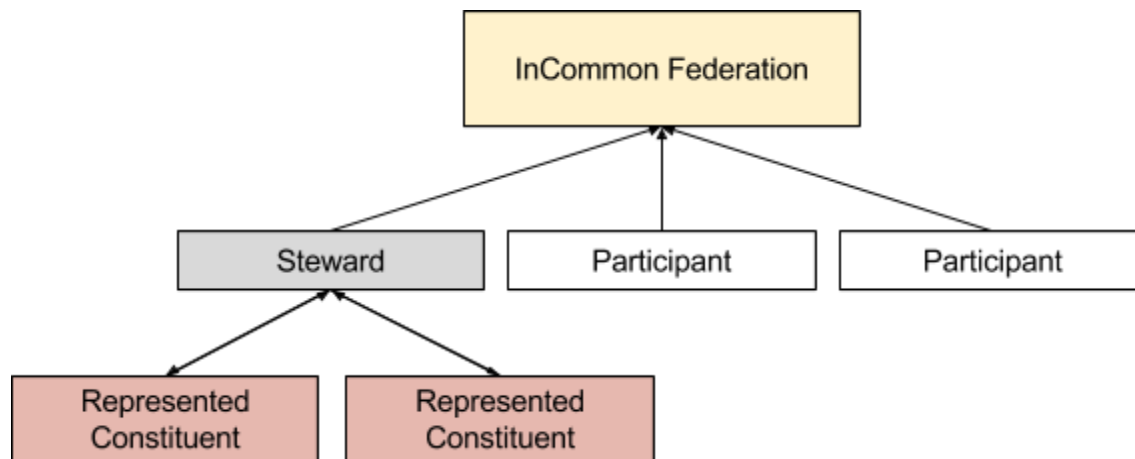 InCommon Federation
Steward
Participant
Participant
Represented
Constituent
Represented
Constituent